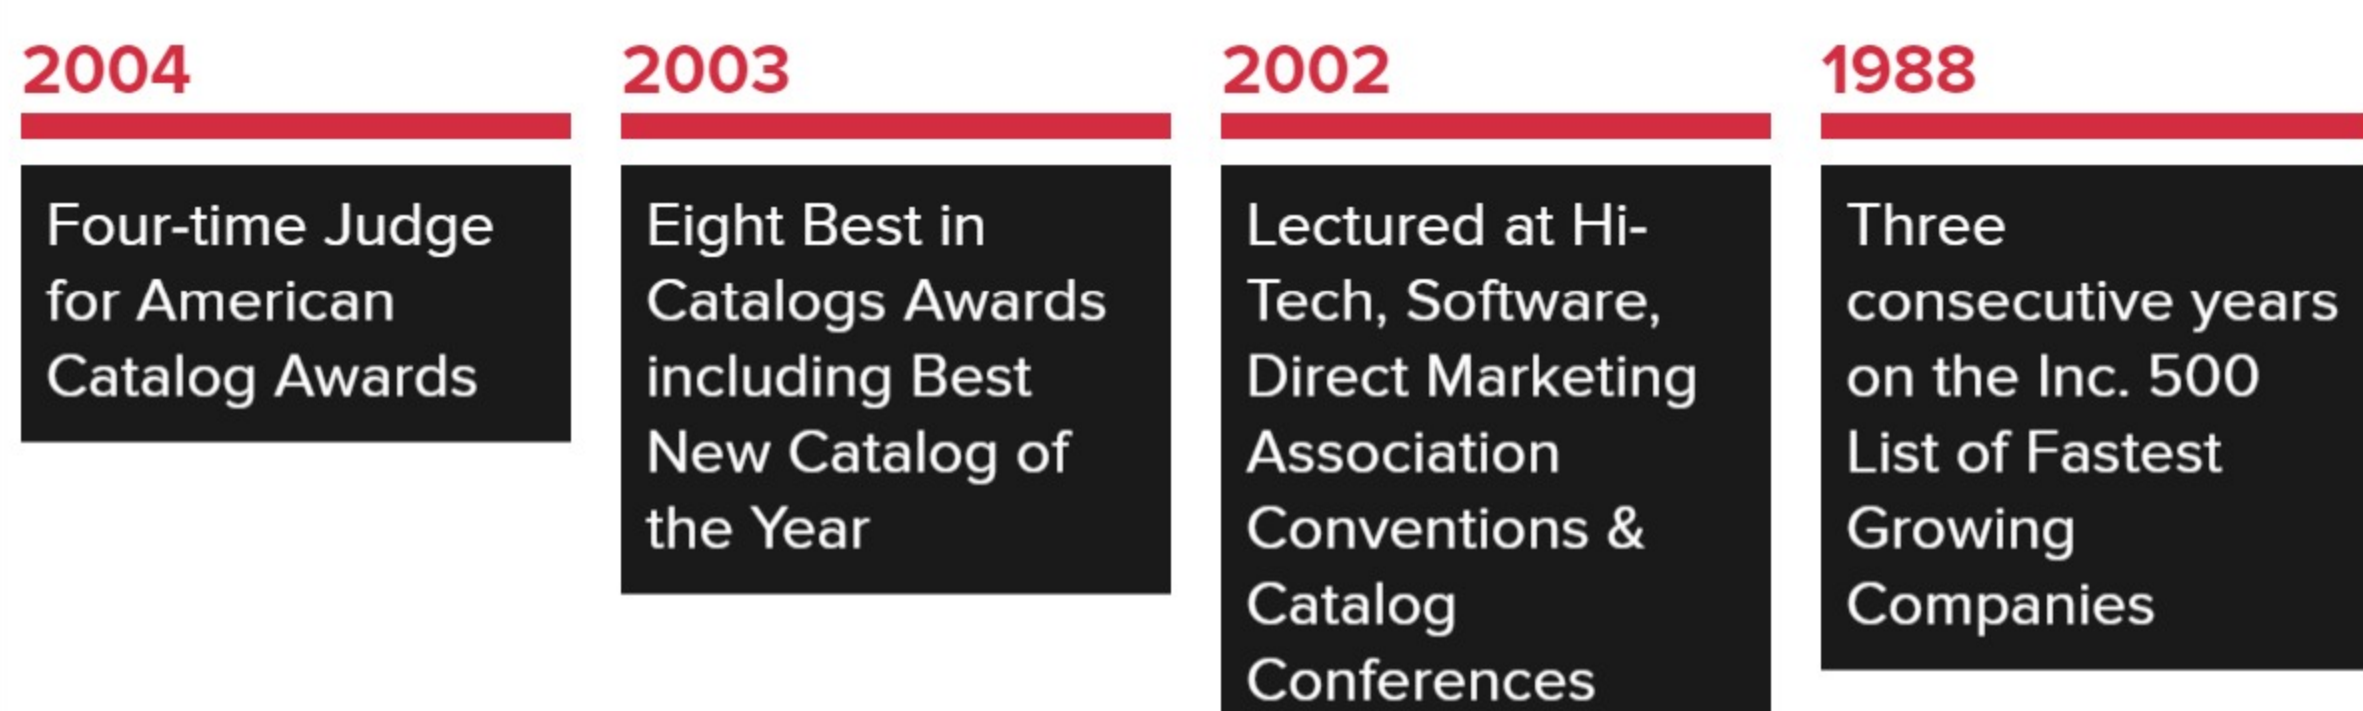 2004
Four-time Judge
for American
Catalog Awards
2003
Eight Best in
Catalogs Awards
including Best
New Catalog of
the Year
2002
Lectured at Hi-
Tech, Software,
Direct Marketing
Association
Conventions &
Catalog
Conferences
1988
Three
consecutive years
on the Inc. 500
List of Fastest
Growing
Companies